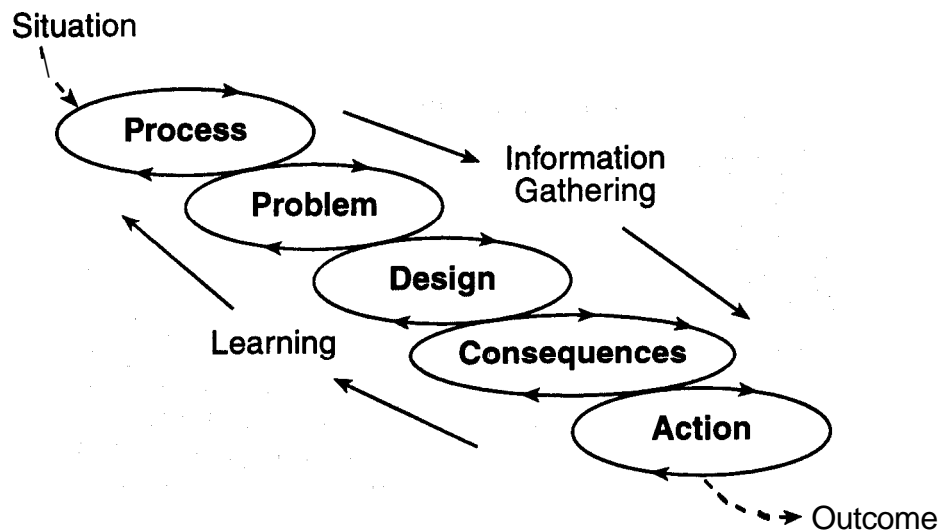 Situation
Process
Information
Gathering
Problem
Design
Learning
Consequences
Action
Outcome